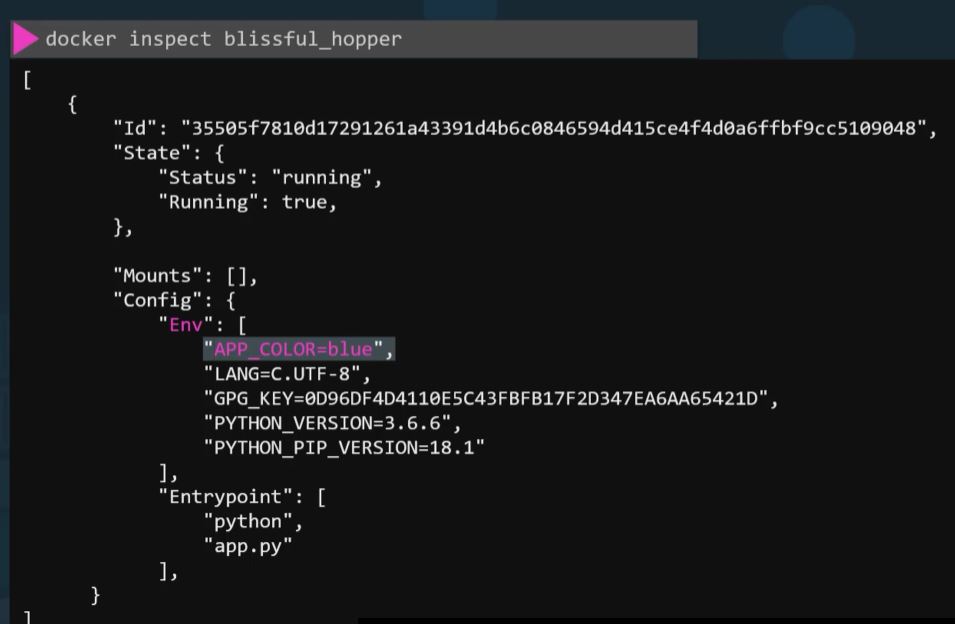 docker inspect blissful_hopper
[
{
"Id": "35505f7810d17291261a43391d4b6c0846594d415ce4f4d0a6ffbf9cc5109048",
"State": {
"Status": "running",
"Running": true,
},
"Mounts": [],
"Config": {
"Env": [
"APP_COLOR=blue",
"LANG=C.UTF-8",
"GPG_KEY=0D96DF4D4110E5C43FBFB17F2D347EA6AA65421D",
"PYTHON_VERSION=3.6.6",
"PYTHON_PIP_VERSION=18.1"
],
"Entrypoint": [
"python",
"app.py"
],
}
]